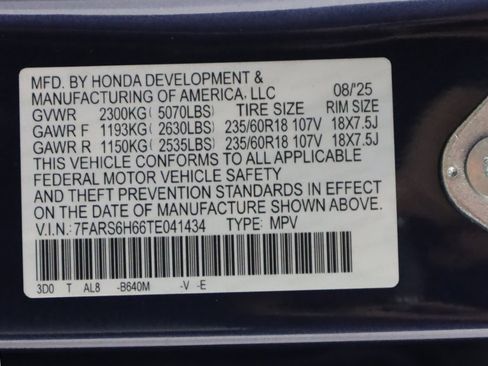 MFD. BY HONDA DEVELOPMENT &
MANUFACTURING OF AMERICA, LLC 08/'25
GVWR 2300KG ( 5070LBS) TIRE SIZE RIM SIZE
GAWR F 1193KG ( 2630LBS) 235/60R18 107V 18X7.5J
GAWR R 1150KG ( 2535LBS) 235/60R18 107V 18X7.5J
THIS VEHICLE CONFORMS TO ALL APPLICABLE
FEDERAL MOTOR VEHICLE SAFETY
AND THEFT PREVENTION STANDARDS IN EFFECT
ON THE DATE OF MANUFACTURE SHOWN ABOVE.
V.I.N.:7FARS6H66TE041434 TYPE: MPV
3D0 T AL8 -B640M -V -E